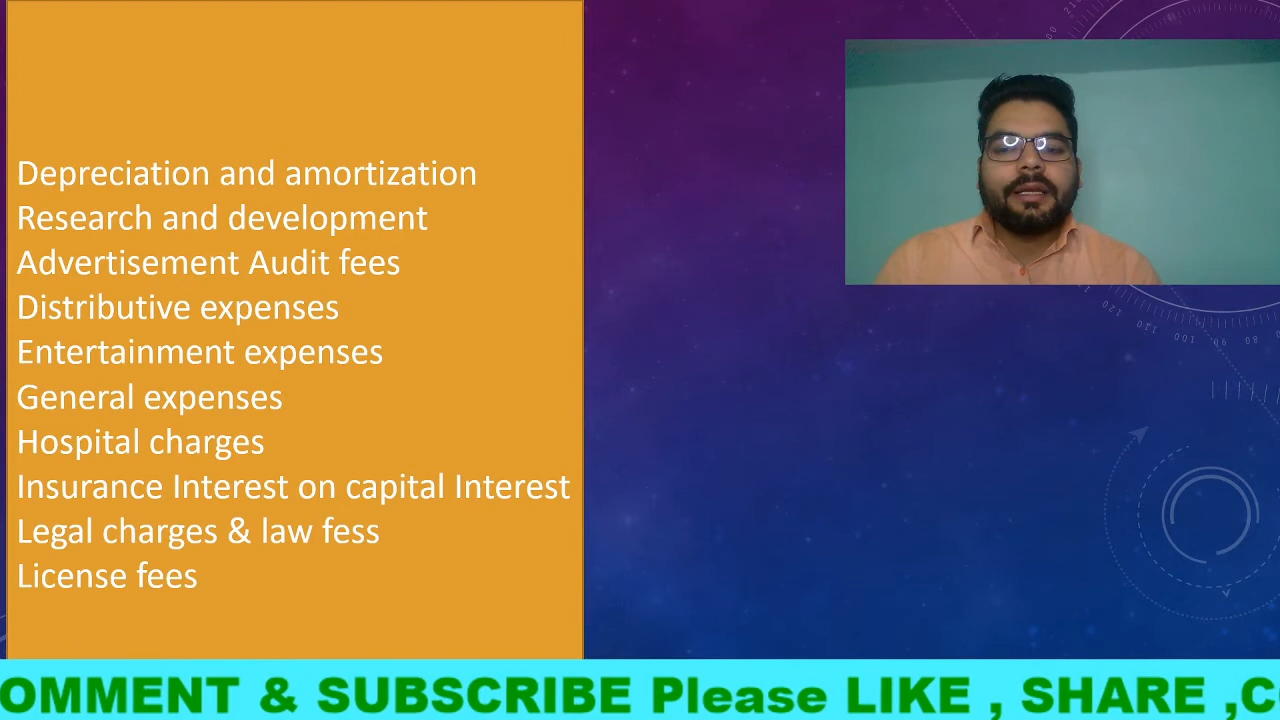 Depreciation and amortization
Research and development
Advertisement Audit fees
Distributive expenses
Entertainment expenses
General expenses
Hospital charges
Insurance Interest on capital Interest
Legal charges & law fess
License fees
OMMENT & SUBSCRIBE Please LIKE , SHARE ,C